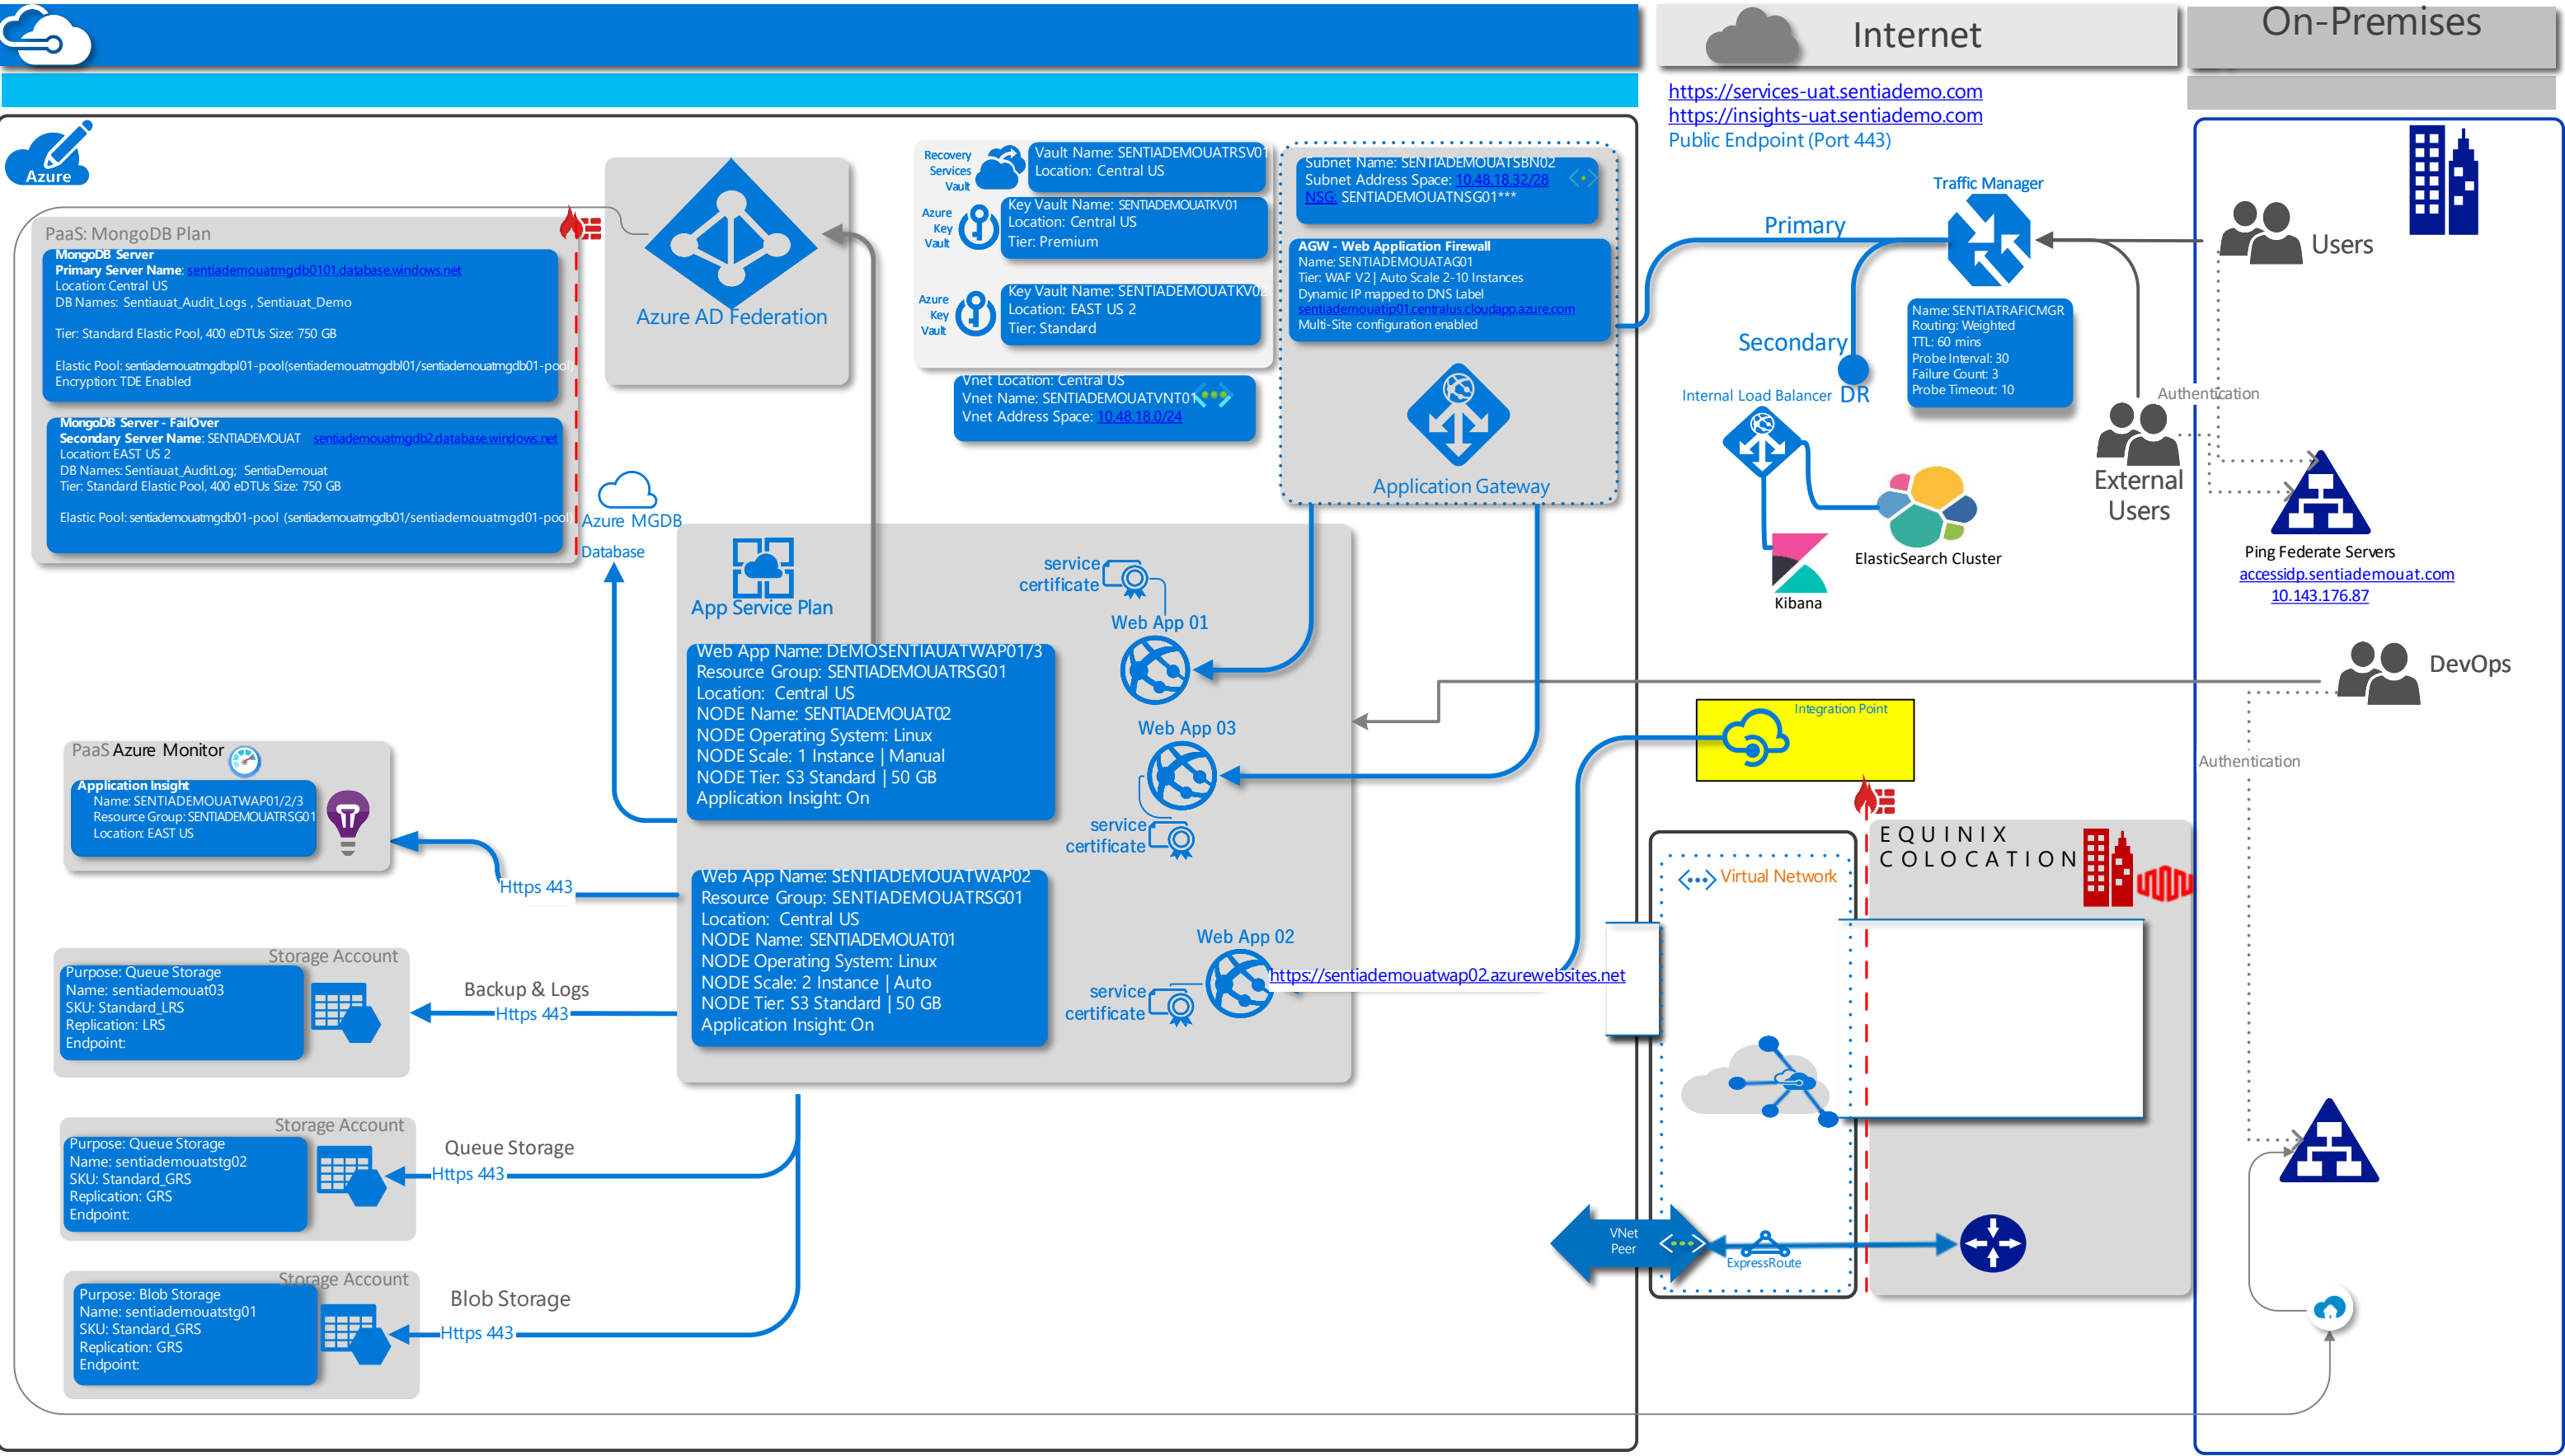 Internet
On-Premises
https://services-uat.sentiademo.com
https://insights-uat.sentiademo.com
Public Endpoint (Port 443)
Azure
PaaS: MongoDB Plan
MongoDB Server
Primary Server Name: sentiademouatmgdb0101.database.windows.net
Location: Central US
DB Names: Sentiauat_Audit_Logs , Sentiauat_Demo
Tier: Standard Elastic Pool, 400 eDTUs Size: 750 GB
Elastic Pool: sentiademouatmgdbpl01-pool(sentiademouatmgdbl01/sentiademouatmgdb01-pool)
Encryption: TDE Enabled
MongoDB Server - FailOver
Secondary Server Name: SENTIADEMOUAT sentiademouatmgdb2.database.windows.net
Location: EAST US 2
DB Names: Sentiauat_AuditLog; SentiaDemouat
Tier: Standard Elastic Pool, 400 eDTUs Size: 750 GB
Elastic Pool: sentiademouatmgdb01-pool (sentiademouatmgdb01/sentiademouatmgd01-pool)
Azure AD Federation
Azure MGDB
Database
Recovery
Services
Vault
Vault Name: SENTIADEMOUATRSV01
Location: Central US
Azure
Key
Vault
Key Vault Name: SENTIADEMOUATKV01
Location: Central US
Tier: Premium
Azure
Key
Vault
Key Vault Name: SENTIADEMOUATKV02
Location: EAST US 2
Tier: Standard
Vnet Location: Central US
Vnet Name: SENTIADEMOUATVNT01
Vnet Address Space: 10.48.18.0/24
Subnet Name: SENTIADEMOUATSBN02
Subnet Address Space: 10.48.18.32/28
NSG: SENTIADEMOUATNSG01***
AGW - Web Application Firewall
Name: SENTIADEMOUATAG01
Tier: WAF V2| Auto Scale 2-10 Instances
Dynamic IP mapped to DNS Label
sentiademouatip01.centralus.cloudapp.azure.com
Multi-Site configuration enabled
Application Gateway
Primary
Secondary
DR
Traffic Manager
Name: SENTIATRAFICMGR
Routing: Weighted
TTL: 60 mins
Probe Interval: 30
Failure Count: 3
Probe Timeout: 10
Internal Load Balancer
ElasticSearch Cluster
Kibana
Users
Authentication
External
Users
Ping Federate Servers
accessidp.sentiademouat.com
10.143.176.87
DevOps
Authentication
App Service Plan
service
certificate
Web App 01
Web App Name: DEMOSENTIAUATWAP01/3
Resource Group: SENTIADEMOUATRSG01
Location: Central US
NODE Name: SENTIADEMOUAT02
NODE Operating System: Linux
NODE Scale: 1 Instance | Manual
NODE Tier: S3 Standard | 50 GB
Application Insight: On
Web App 03
service
certificate
Web App Name: SENTIADEMOUATWAP02
Resource Group: SENTIADEMOUATRSG01
Location: Central US
NODE Name: SENTIADEMOUAT01
NODE Operating System: Linux
NODE Scale: 2 Instance | Auto
NODE Tier: S3 Standard | 50 GB
Application Insight: On
Web App 02
https://sentiademouatwap02.azurewebsites.net
service
certificate
PaaS Azure Monitor
Application Insight
Name: SENTIADEMOUATWAP01/2/3
Resource Group: SENTIADEMOUATRSG01
Location: EAST US
Https 443
Storage Account
Purpose: Queue Storage
Name: sentiademouat03
SKU: Standard_LRS
Replication: LRS
Endpoint:
Backup & Logs
Https 443
Storage Account
Purpose: Queue Storage
Name: sentiademouatstg02
SKU: Standard_GRS
Replication: GRS
Endpoint:
Queue Storage
Https 443
Storage Account
Purpose: Blob Storage
Name: sentiademouatstg01
SKU: Standard_GRS
Replication: GRS
Endpoint:
Blob Storage
Https 443
Integration Point
EQUINIX
COLOCATION
Virtual Network
VNet
Peer
ExpressRoute